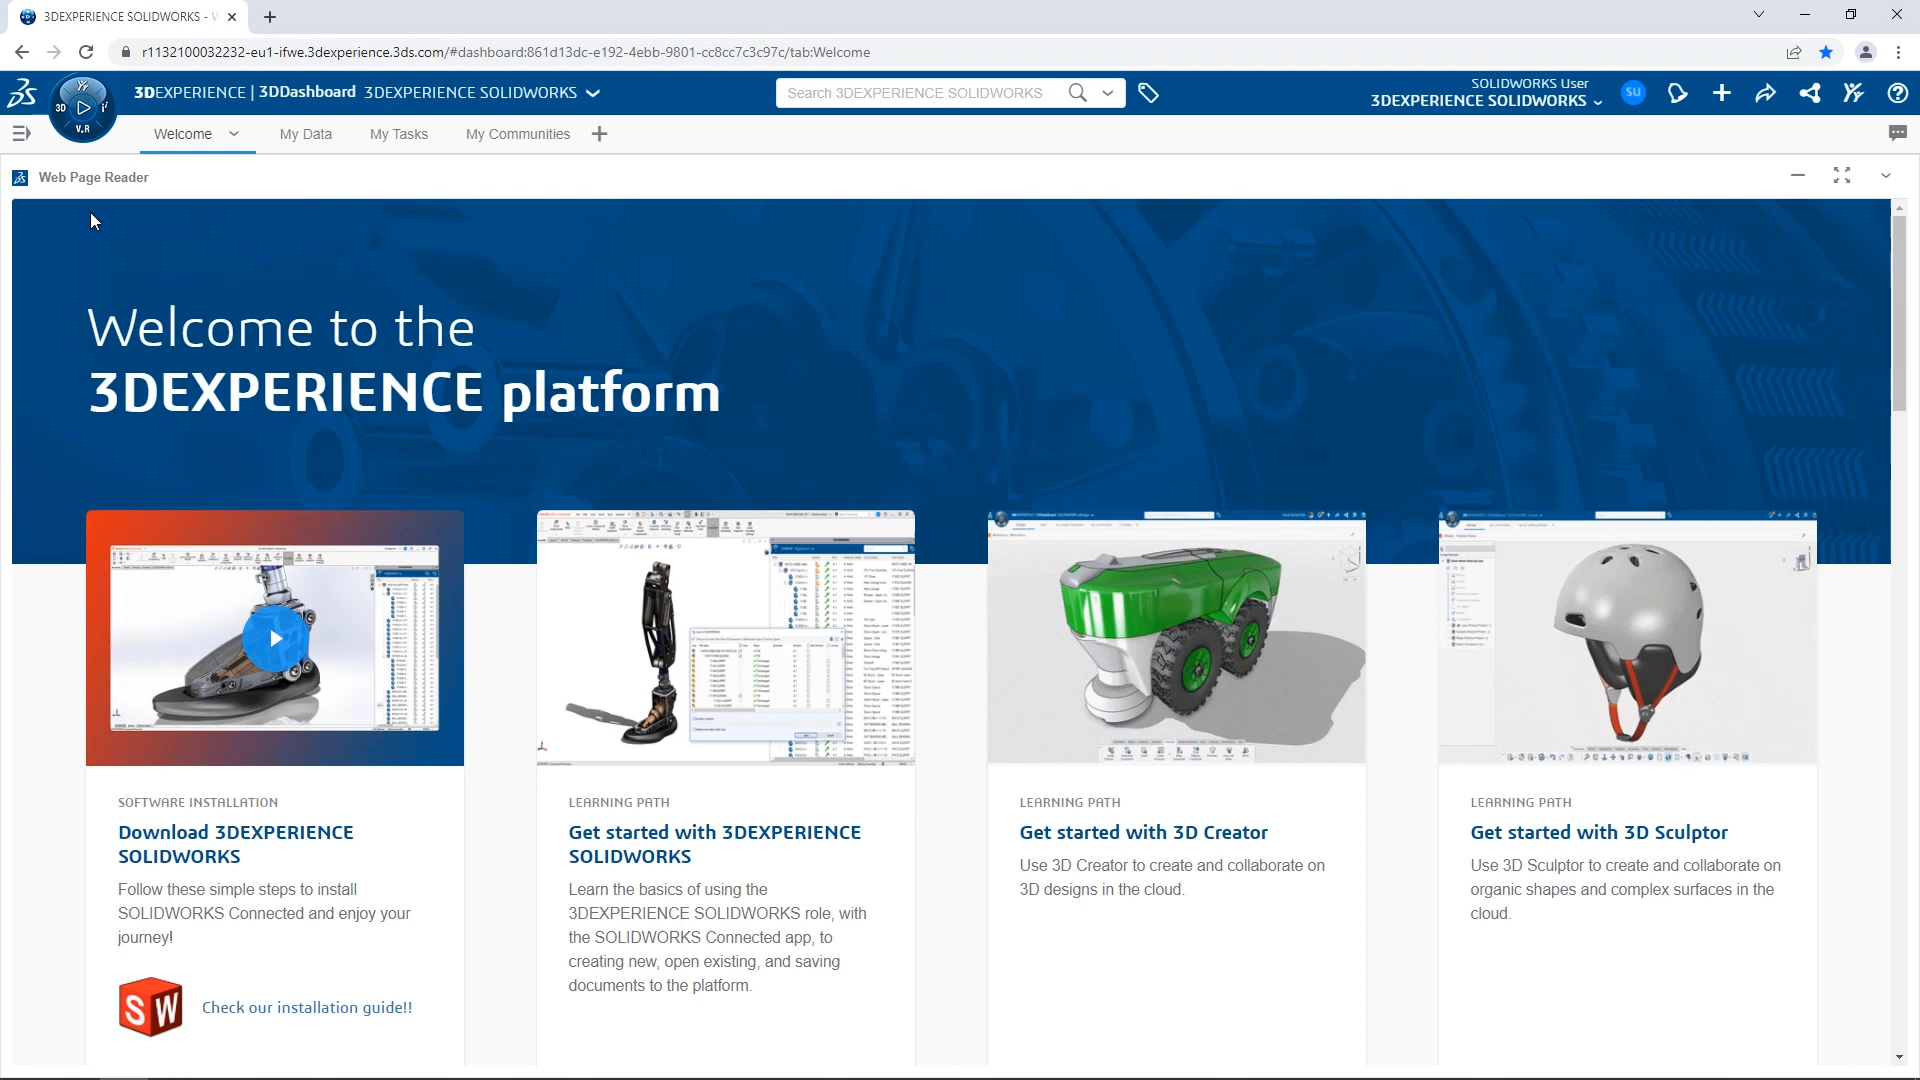 3DEXPERIENCE SOLIDWORKS -
r1132100032232-eu1-ifwe.3dexperience.3ds.com/#dashboard:861d13dc-e192-4ebb-9801-cc8cc7c3c97c/tab:Welcome
3DEXPERIENCE | 3DDashboard 3DEXPERIENCE SOLIDWORKS
Search 3DEXPERIENCE SOLIDWORKS
SOLIDWORKS User
3DEXPERIENCE SOLIDWORKS
SU
3D
V.R
Welcome
My Data
My Tasks
My Communities
Web Page Reader
Welcome to the
3DEXPERIENCE platform
SOFTWARE INSTALLATION
Download 3DEXPERIENCE
SOLIDWORKS
Follow these simple steps to install
SOLIDWORKS Connected and enjoy your
journey!
SW
Check our installation guide!!
LEARNING PATH
Get started with 3DEXPERIENCE
SOLIDWORKS
Learn the basics of using the
3DEXPERIENCE SOLIDWORKS role, with
the SOLIDWORKS Connected app, to
creating new, open existing, and saving
documents to the platform.
LEARNING PATH
Get started with 3D Creator
Use 3D Creator to create and collaborate on
3D designs in the cloud.
LEARNING PATH
Get started with 3D Sculptor
Use 3D Sculptor to create and collaborate on
organic shapes and complex surfaces in the
cloud.